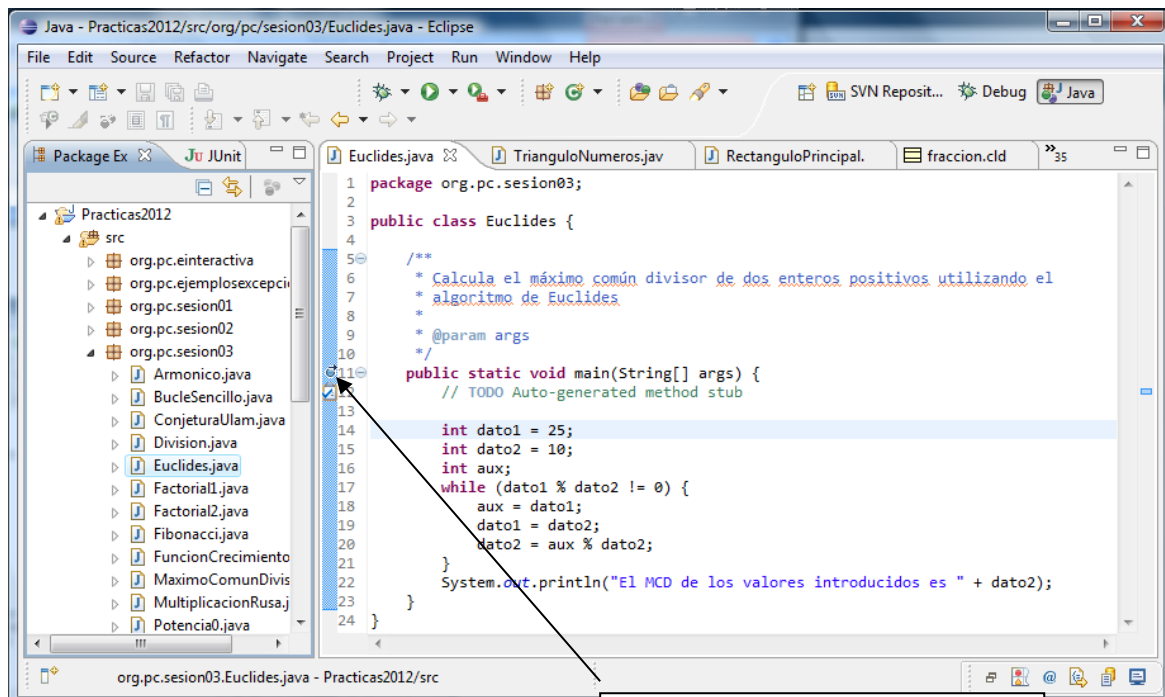 Java - Practicas2012/src/org/pc/sesion03/Euclides.java - Eclipse
File Edit Source Refactor Navigate Search Project Run Window Help
SVN Reposit... Debug Java
Package Ex JUnit
Euclides.java TrianguloNumeros.jav RectanguloPrincipal. fraccion.cld »35
Practicas2012
src
org.pc.einteractiva
org.pc.ejemplosexcepci
org.pc.sesion01
org.pc.sesion02
org.pc.sesion03
Armonico.java
BucleSencillo.java
ConjeturaUlam.java
Division.java
Euclides.java
Factorial1.java
Factorial2.java
Fibonacci.java
FuncionCrecimiento
MaximoComunDivis
MultiplicacionRusa.j
Potencia0.java
1 package org.pc.sesion03;
2
3 public class Euclides {
4
5 /**
6 * Calcula el máximo común divisor de dos enteros positivos utilizando el
7 * algoritmo de Euclides
8 *
9 * @param args
10 */
11 public static void main(String[] args) {
12 // TODO Auto-generated method stub
13
14 int dato1 = 25;
15 int dato2 = 10;
16 int aux;
17 while (dato1 % dato2 != 0) {
18 aux = dato1;
19 dato1 = dato2;
20 dato2 = aux % dato2;
21 }
22 System.out.println("El MCD de los valores introducidos es " + dato2);
23 }
24 }
org.pc.sesion03.Euclides.java - Practicas2012/src